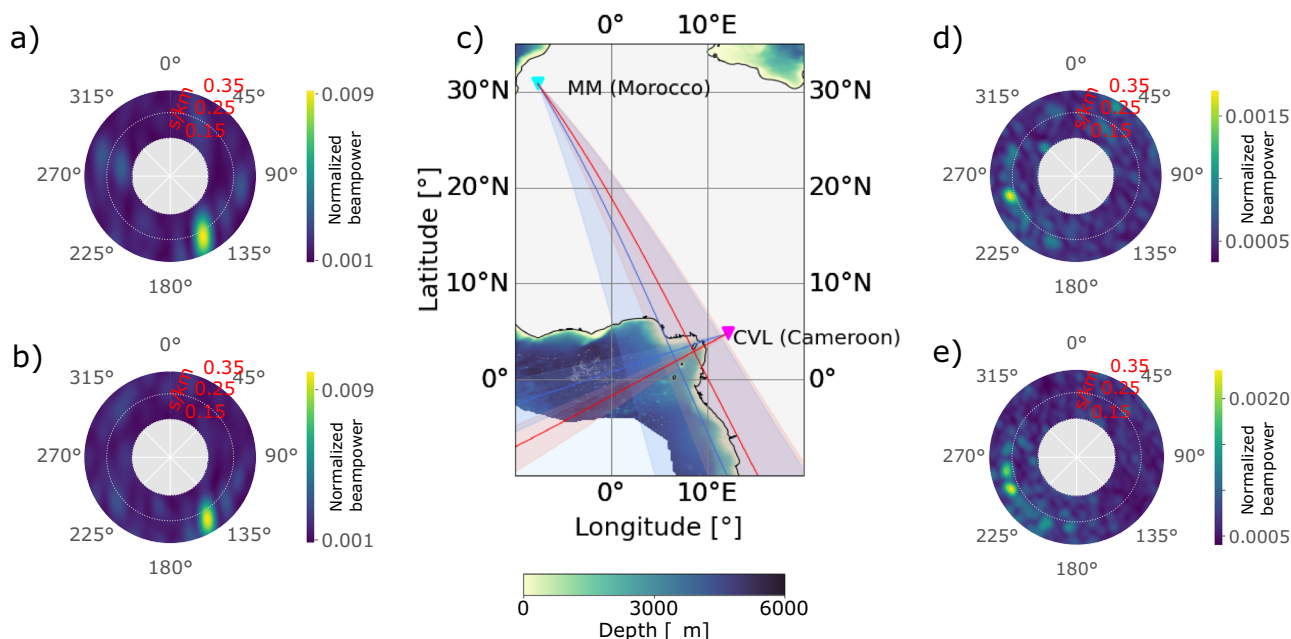 a)
0°
45°
90°
135°
180°
225°
270°
315°
0.35
0.25
0.15
s/km
0.009
0.001
Normalized
beampower
b)
0°
45°
90°
135°
180°
225°
270°
315°
0.35
0.25
0.15
s/km
0.009
0.001
Normalized
beampower
c)
0°
10°E
30°N
20°N
10°N
0°
30°N
20°N
10°N
0°
MM (Morocco)
CVL (Cameroon)
Latitude [°]
0°
10°E
Longitude [°]
0
3000
6000
Depth [ m]
d)
0°
45°
90°
135°
180°
225°
270°
315°
0.35
0.25
0.15
s/km
0.0015
0.0005
Normalized
beampower
e)
0°
45°
90°
135°
180°
225°
270°
315°
0.35
0.25
0.15
s/km
0.0020
0.0005
Normalized
beampower